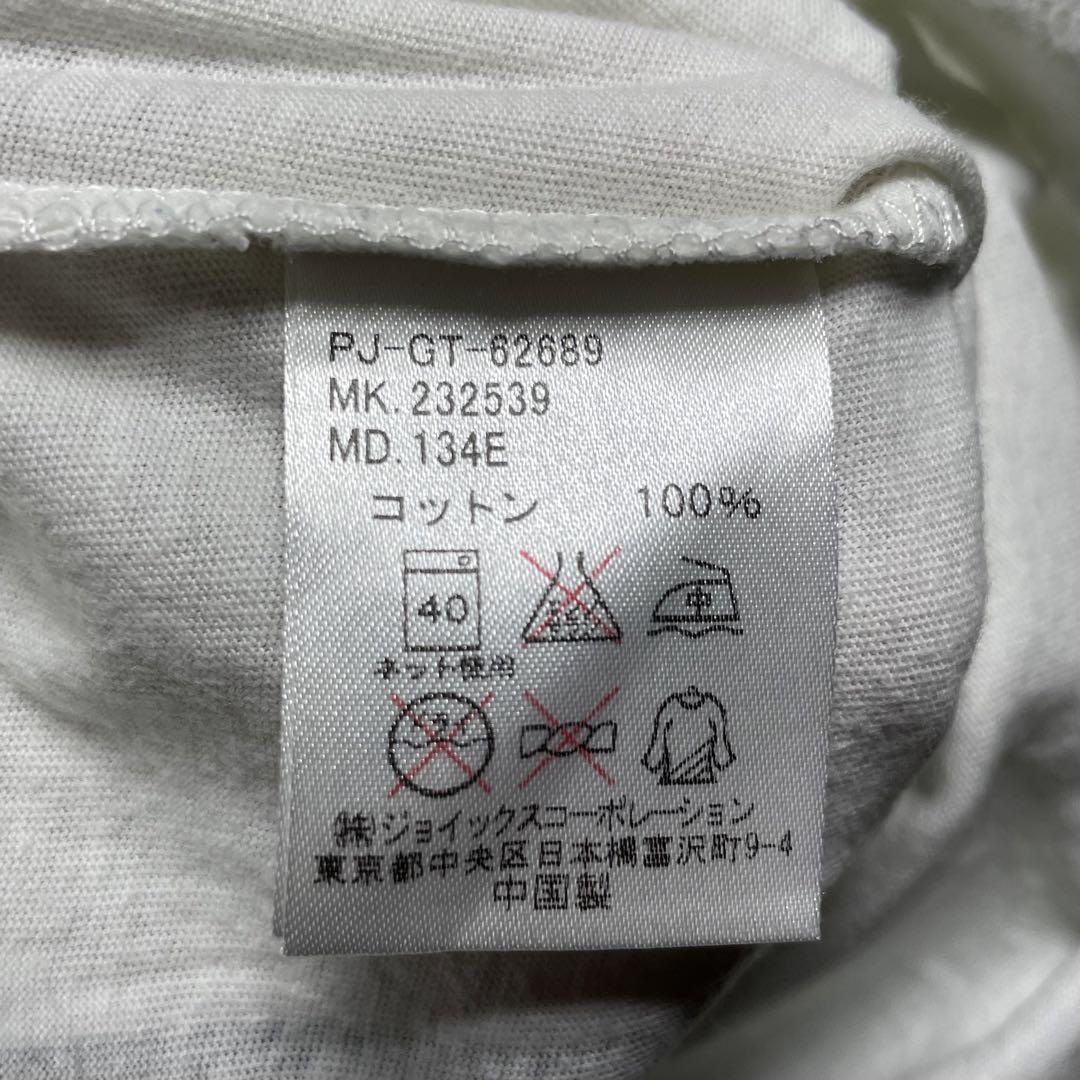 PJ-GT-62689
MK.232539
MD.134E
コットン 100%
40 中
ネット使用
㈱ジョイックスコーポレーション
東京都中央区日本橋富沢町9-4
中国製